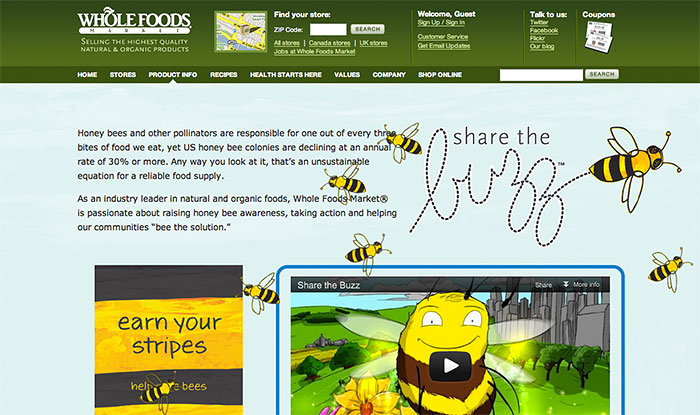 WHOLE FOODS
MARKET
SELLING THE HIGHEST QUALITY
NATURAL & ORGANIC PRODUCTS
Find your store:
ZIP Code: SEARCH
All stores | Canada stores | UK stores
Jobs at Whole Foods Market
Welcome, Guest
Sign Up / Sign In
Customer Service
Get Email Updates
Talk to us:
Twitter
Facebook
Flickr
Our blog
Coupons
HOME STORES PRODUCT INFO RECIPES HEALTH STARTS HERE VALUES COMPANY SHOP ONLINE SEARCH
Honey bees and other pollinators are responsible for one out of every three
bites of food we eat, yet US honey bee colonies are declining at an annual
rate of 30% or more. Any way you look at it, that's an unsustainable
equation for a reliable food supply.
As an industry leader in natural and organic foods, Whole Foods Market®
is passionate about raising honey bee awareness, taking action and helping
our communities "bee the solution."
share the
buzz™
earn your
stripes
help the bees
Share the Buzz Share More info